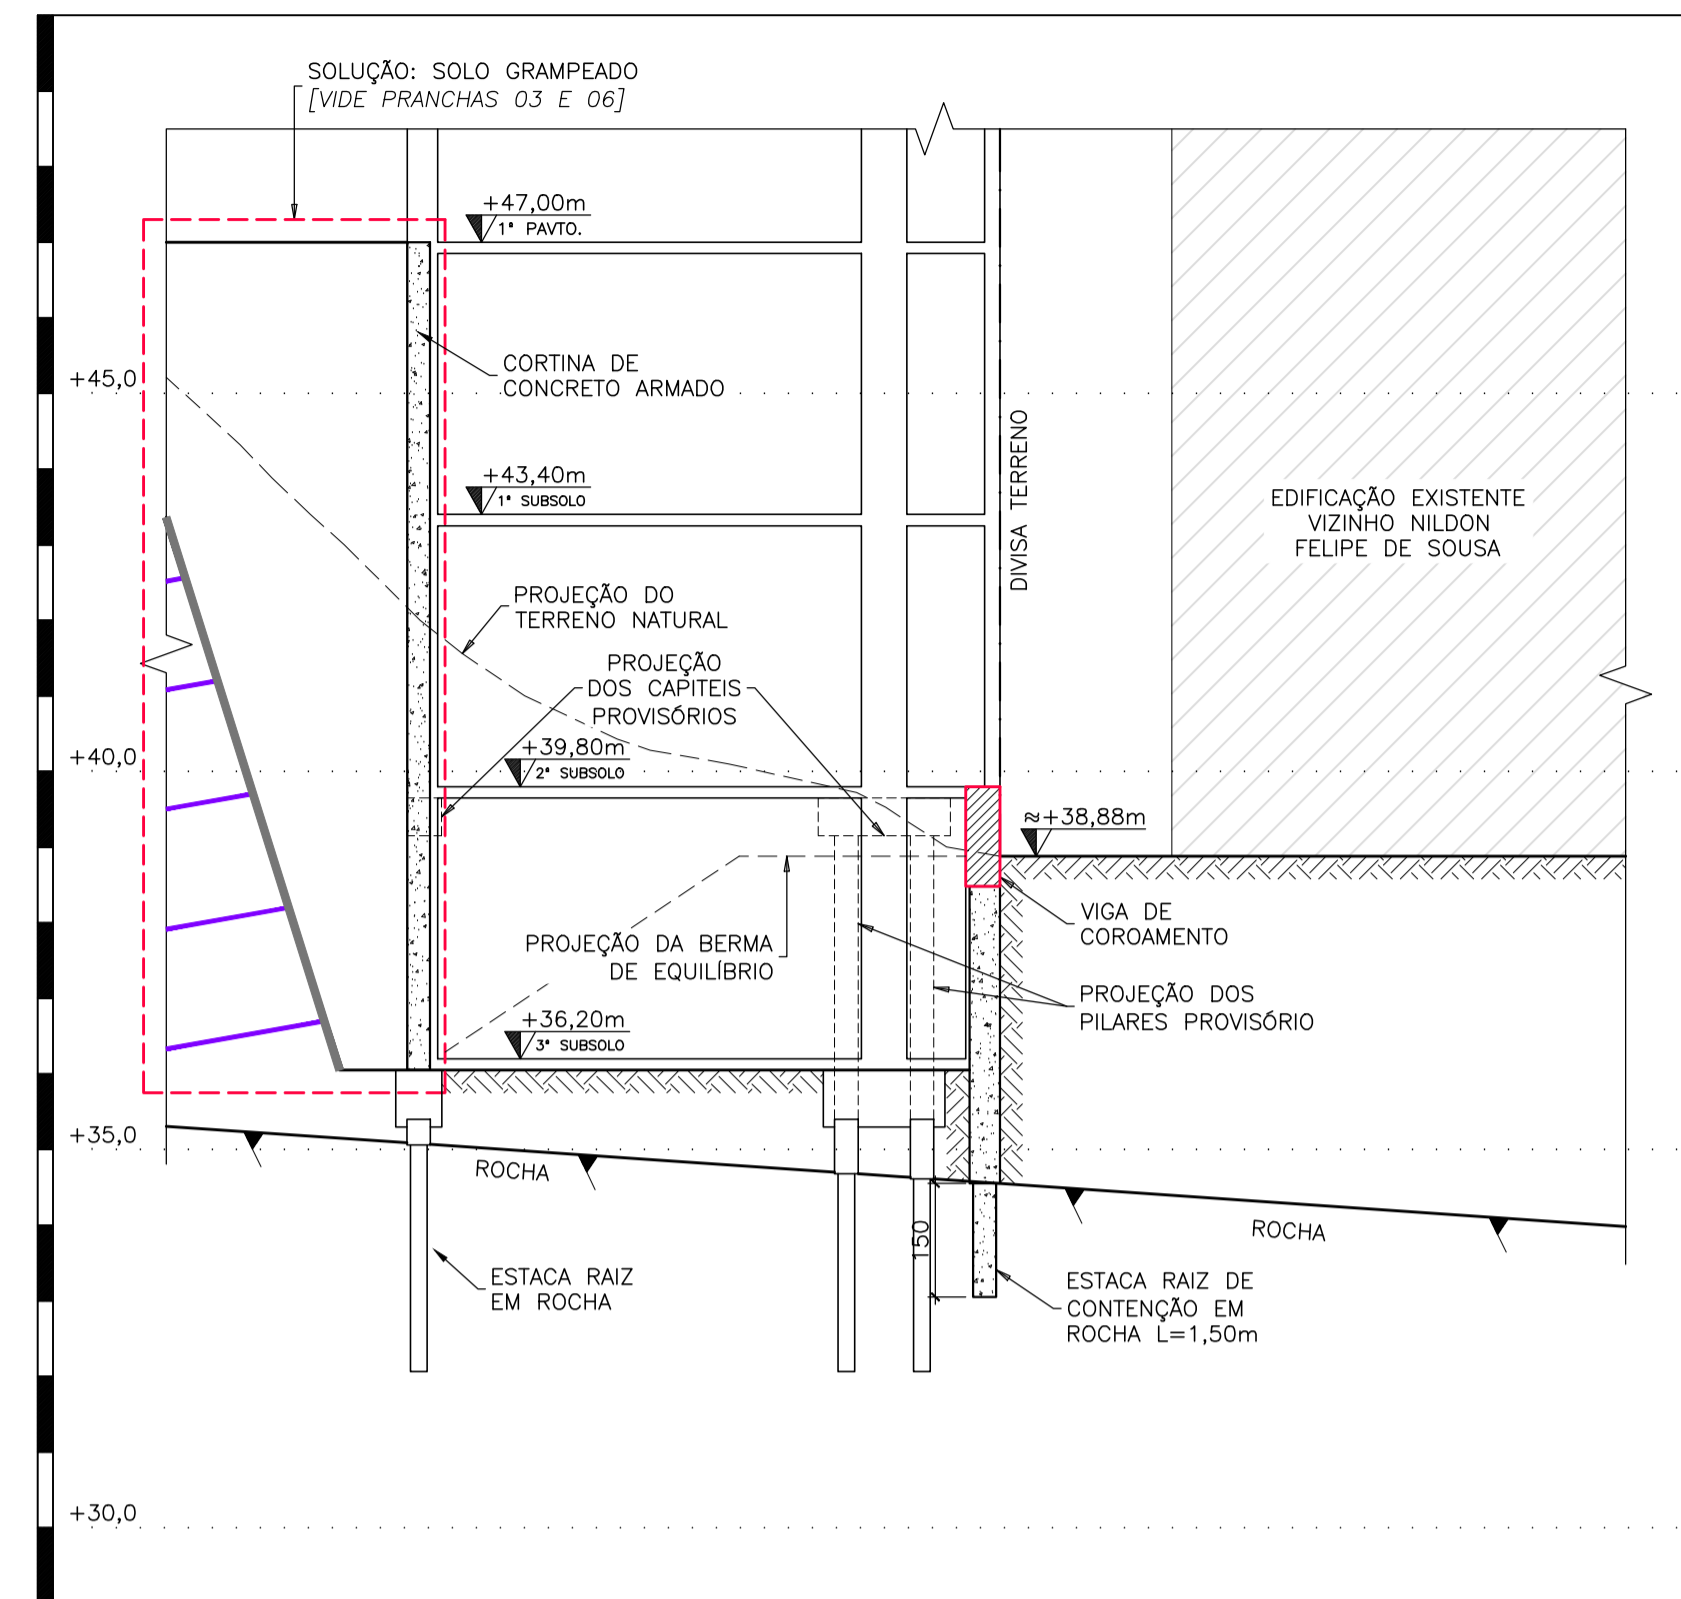 SOLUÇÃO: SOLO GRAMPEADO
[VIDE PRANCHAS 03 E 06]
+47,00m
1° PAVTO.
CORTINA DE
CONCRETO ARMADO
+45,0
DIVISA TERRENO
+43,40m
1° SUBSOLO
EDIFICAÇÃO EXISTENTE
VIZINHO NILDON
FELIPE DE SOUSA
PROJEÇÃO DO
TERRENO NATURAL
PROJEÇÃO
DOS CAPITEIS
PROVISÓRIOS
+40,0
+39,80m
2° SUBSOLO
≈+38,88m
VIGA DE
COROAMENTO
PROJEÇÃO DA BERMA
DE EQUILÍBRIO
PROJEÇÃO DOS
PILARES PROVISÓRIO
+36,20m
3° SUBSOLO
+35,0
ROCHA
ROCHA
150
ESTACA RAIZ
EM ROCHA
ESTACA RAIZ DE
CONTENÇÃO EM
ROCHA L=1,50m
+30,0